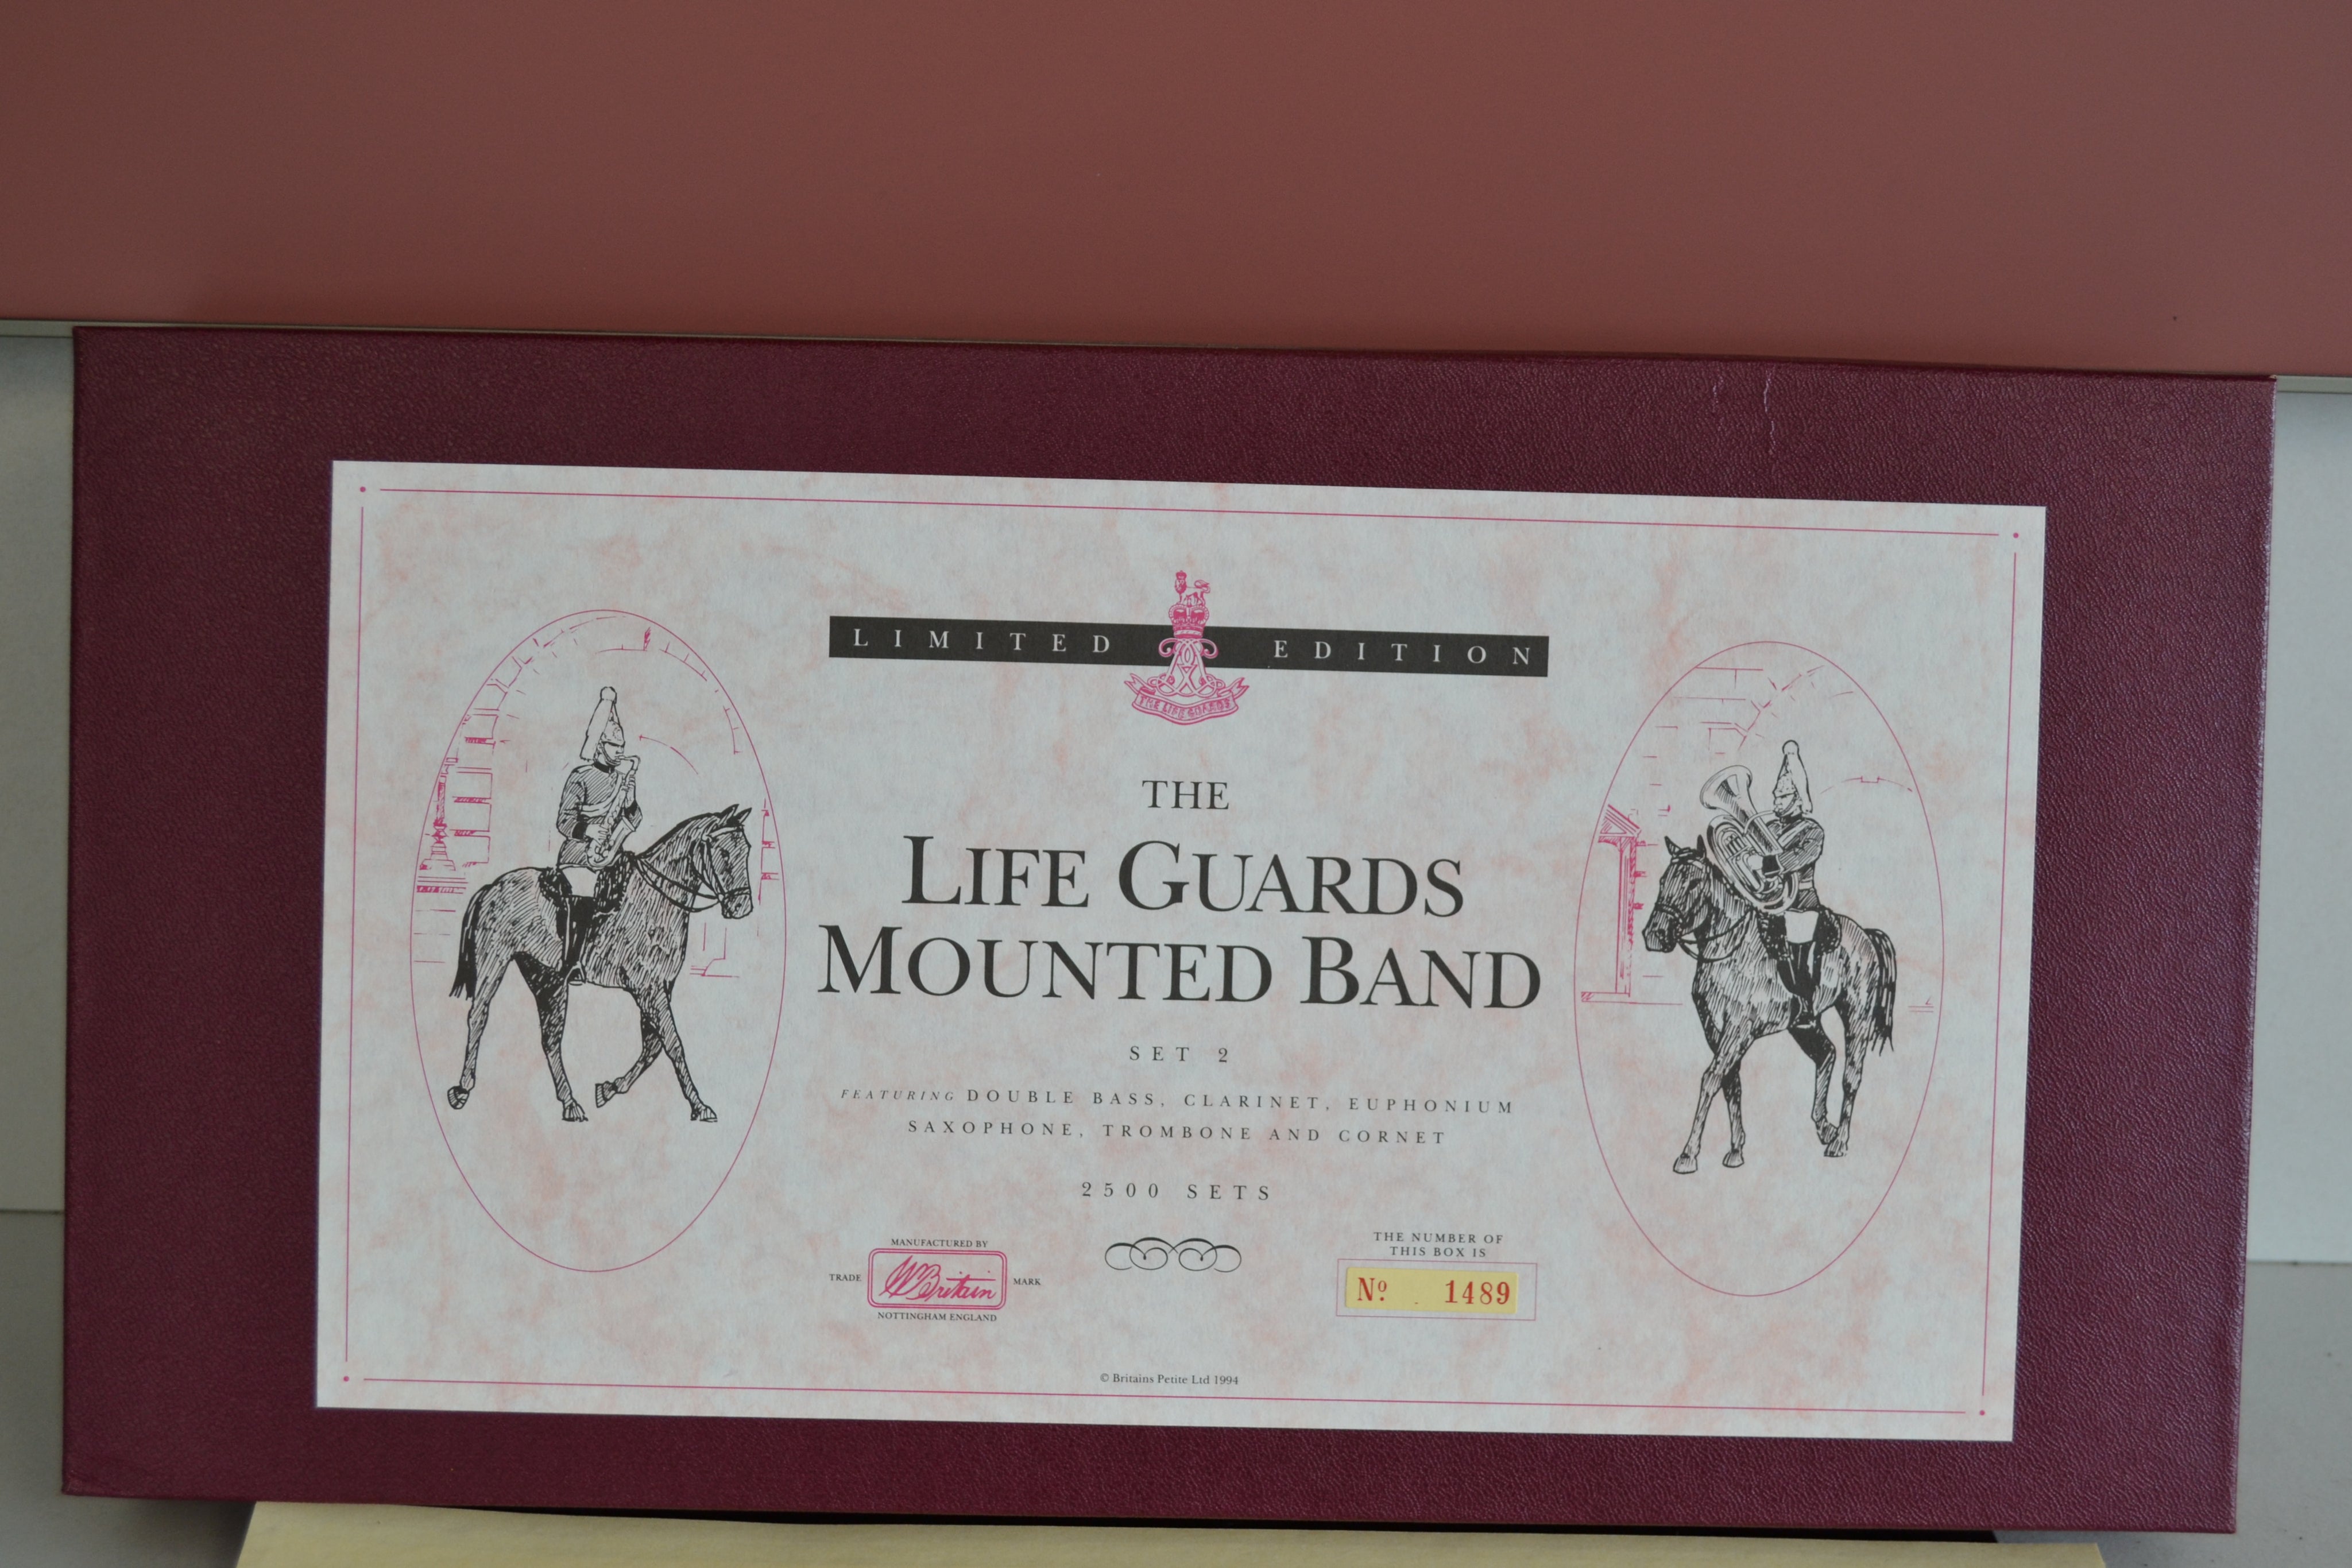 LIMITED EDITION
THE LIFE GUARDS
THE
LIFE GUARDS
MOUNTED BAND
SET 2
FEATURING DOUBLE BASS, CLARINET, EUPHONIUM
SAXOPHONE, TROMBONE AND CORNET
2500 SETS
MANUFACTURED BY
TRADE
W Britain
MARK
NOTTINGHAM ENGLAND
THE NUMBER OF
THIS BOX IS
Nº. 1489
© Britains Petite Ltd 1994